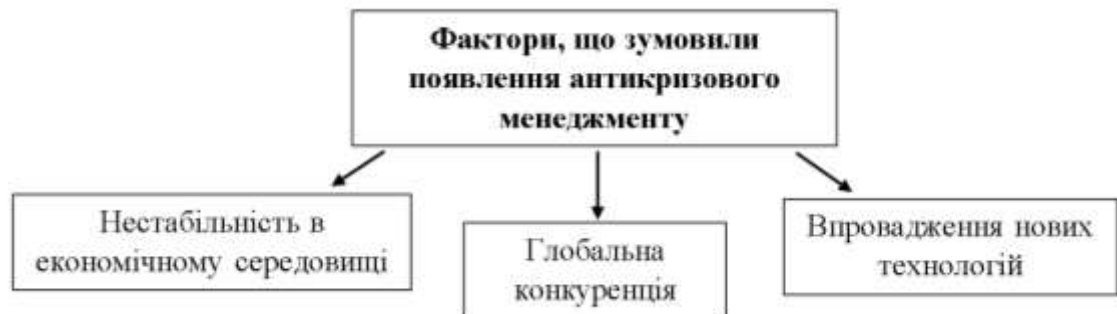 Фактори, що зумовили
появлення антикризового
менеджменту
Нестабільність в
економічному середовищі
Глобальна
конкуренція
Впровадження нових
технологій